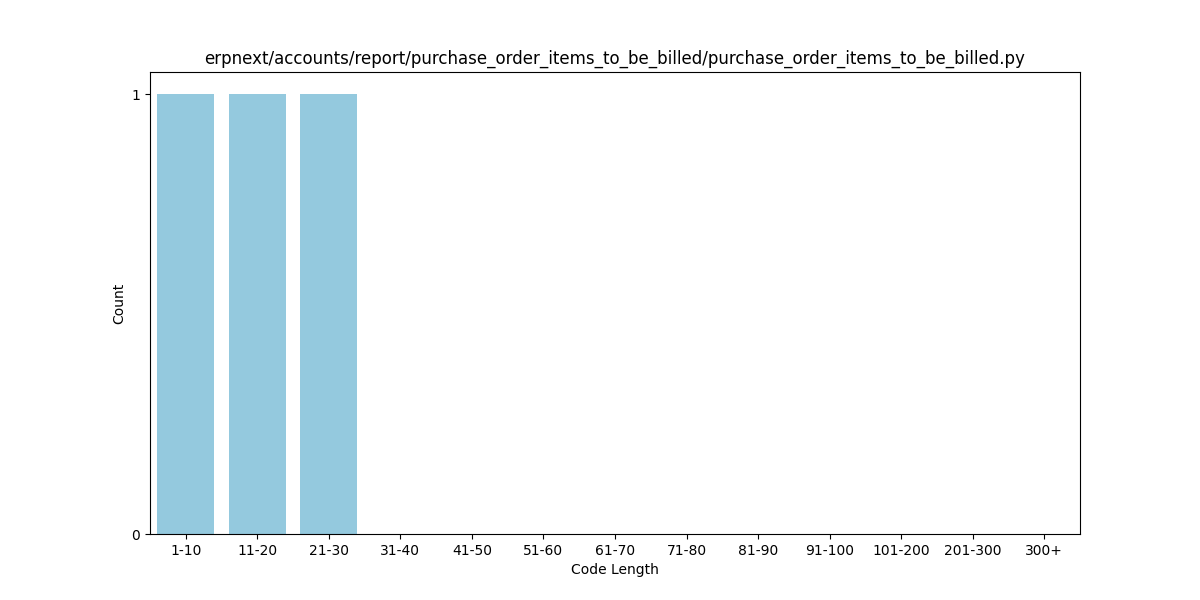 erpnext/accounts/report/purchase_order_items_to_be_billed/purchase_order_items_to_be_billed.py
1
Count
0
1-10 11-20 21-30 31-40 41-50 51-60 61-70 71-80 81-90 91-100 101-200 201-300 300+
Code Length